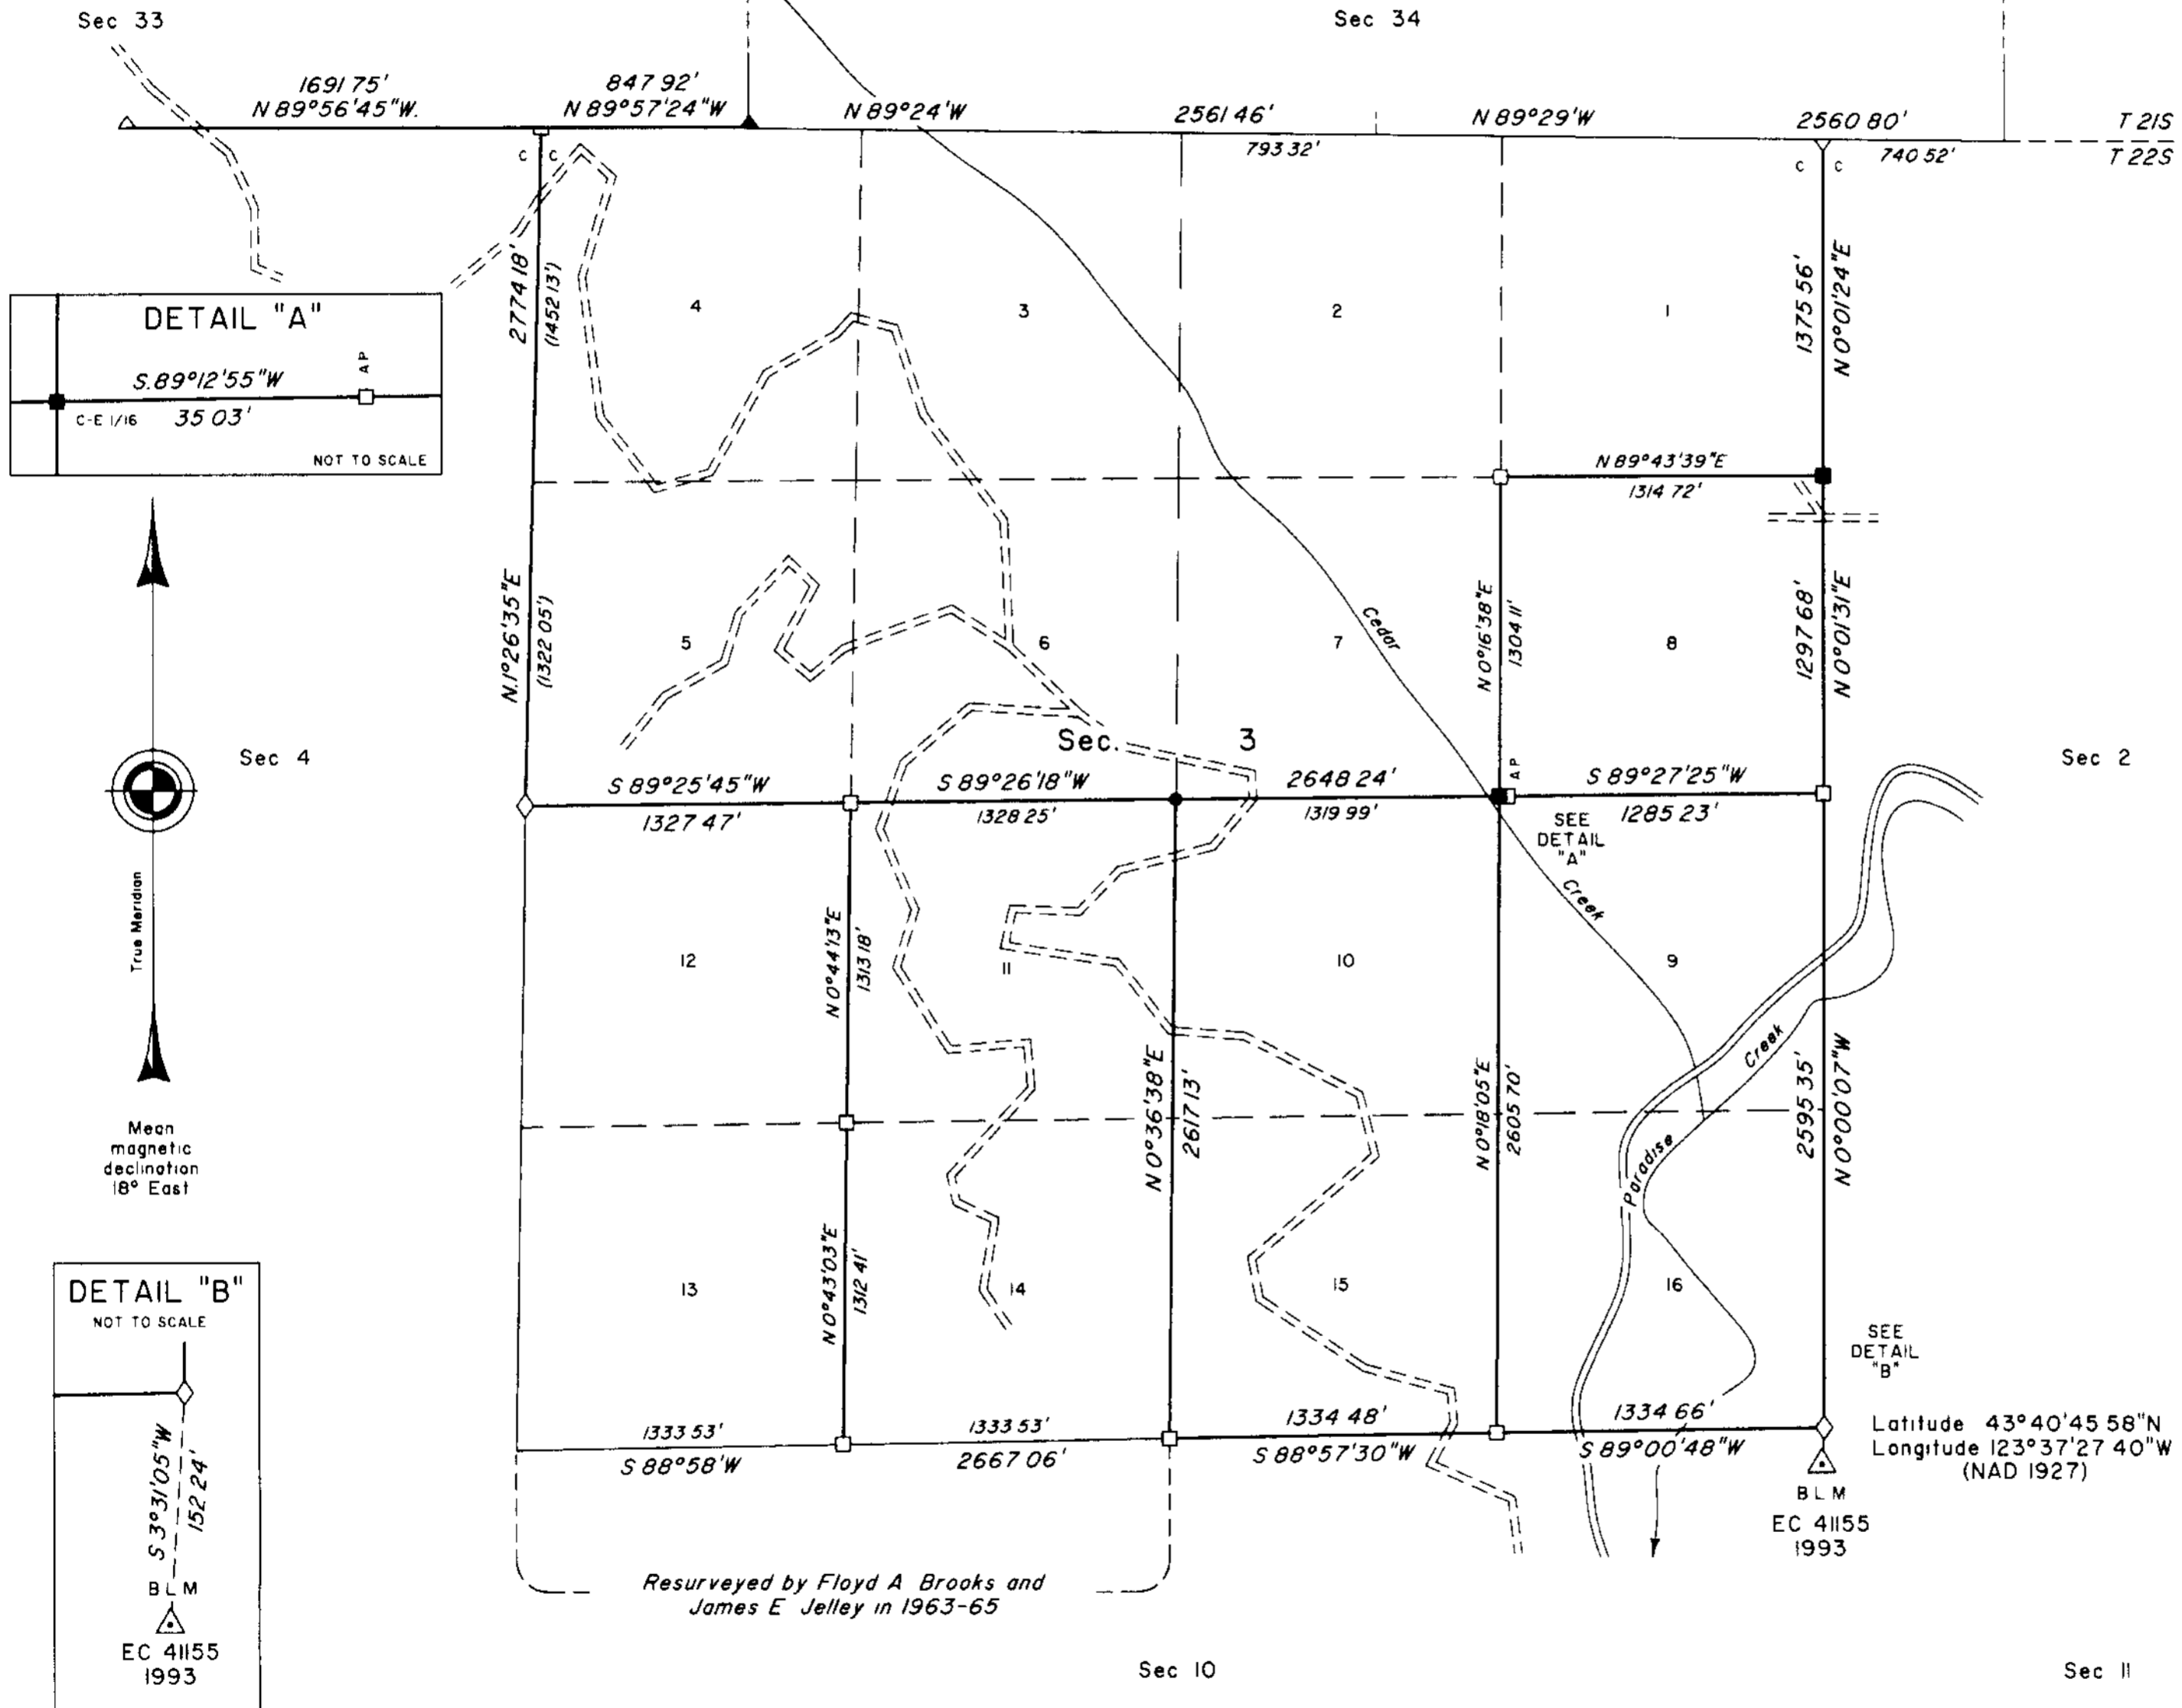 Sec 33
Sec 34
1691 75'
N 89°56'45"W.
847 92'
N 89°57'24"W
N 89°24'W
2561 46'
793 32'
N 89°29'W
2560 80'
740 52'
T 21S
T 22S
C C
C C
DETAIL "A"
S.89°12'55"W
35 03'
C-E 1/16
A P
NOT TO SCALE
2774 18'
(1452 13')
4
3
2
1
1375 56'
N 0°01'24"E
N 89°43'39"E
1314 72'
N.1°26'35"E
(1322 05')
5
6
7
8
Cedar
N 0°16'38"E
1304 11'
1297 68'
N 0°01'31"E
Sec 4
Sec. 3
Sec 2
S 89°25'45"W
1327 47'
S 89°26'18"W
1328 25'
2648 24'
1319 99'
A P
S 89°27'25"W
1285 23'
SEE
DETAIL
"A"
Creek
True Meridian
12
11
10
9
N 0°44'13"E
1313 18'
N 0°36'38"E
2617 13'
N 0°18'05"E
2605 70'
Creek
Paradise
2595 35'
N 0°00'07"W
Mean
magnetic
declination
18° East
13
14
15
16
N 0°43'03"E
1312 41'
DETAIL "B"
NOT TO SCALE
S 3°31'05"W
152 24'
B L M
EC 41155
1993
SEE
DETAIL
"B"
1333 53'
S 88°58'W
1333 53'
2667 06'
1334 48'
S 88°57'30"W
1334 66'
S 89°00'48"W
Latitude 43°40'45 58"N
Longitude 123°37'27 40"W
(NAD 1927)
B L M
EC 41155
1993
Resurveyed by Floyd A Brooks and
James E Jelley in 1963-65
Sec 10
Sec 11